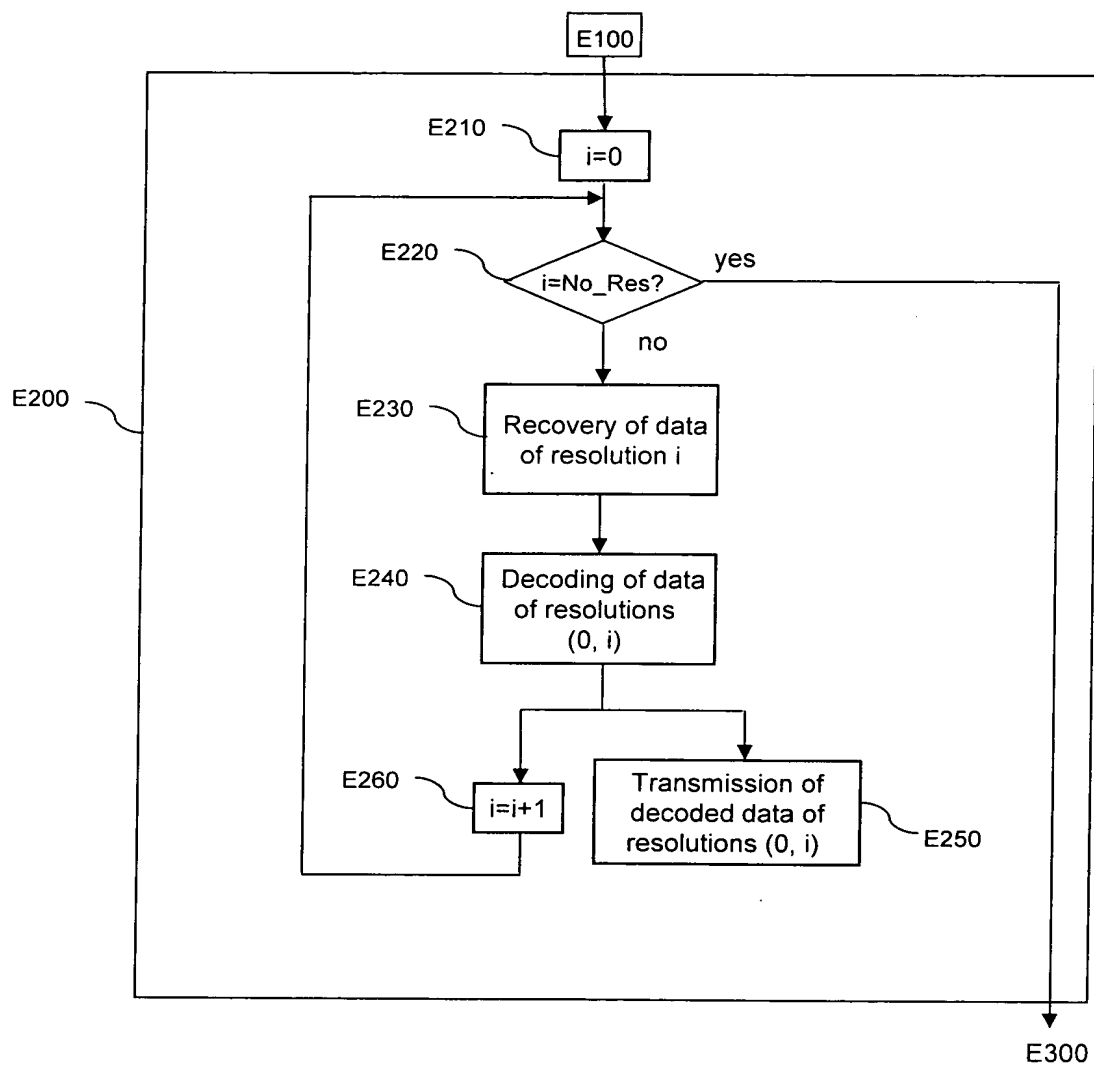 E100
E210
i=0
E220
i=No_Res?
yes
no
E200
E230
Recovery of data
of resolution i
E240
Decoding of data
of resolutions
(0, i)
E260
i=i+1
Transmission of
decoded data of
resolutions (0, i)
E250
E300